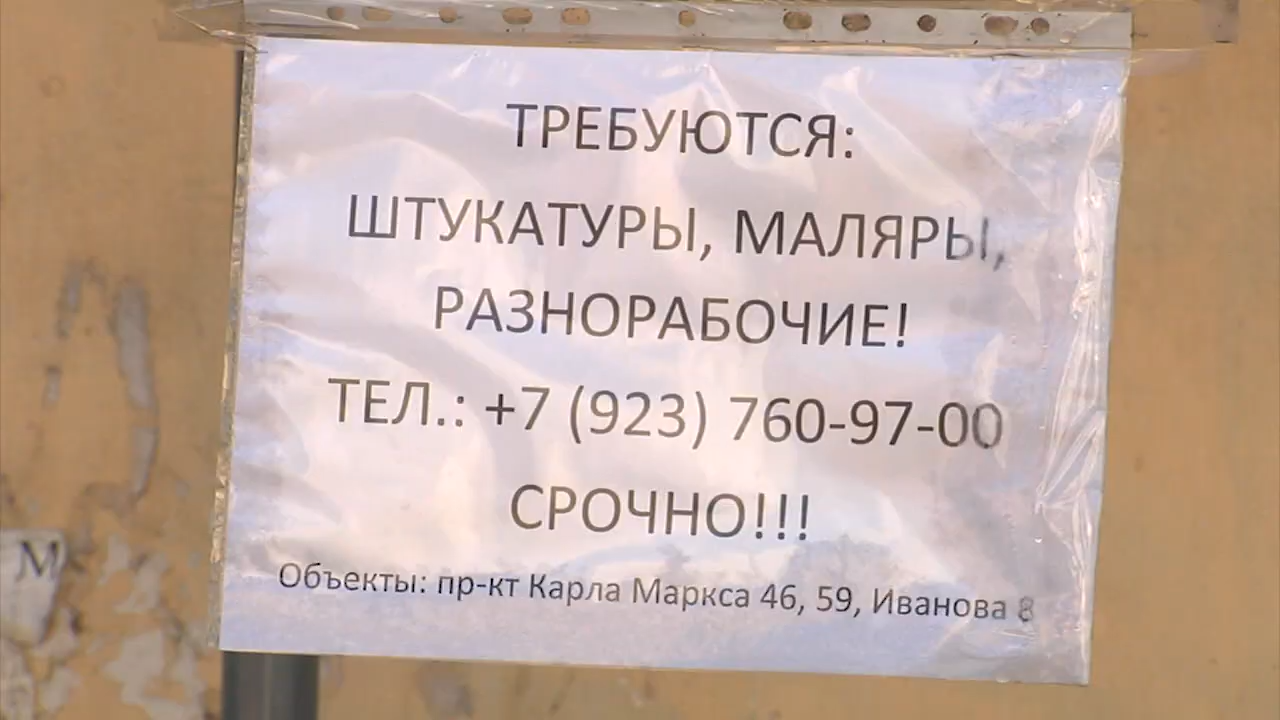 ТРЕБУЮТСЯ:
ШТУКАТУРЫ, МАЛЯРЫ,
РАЗНОРАБОЧИЕ!
ТЕЛ.: +7 (923) 760-97-00
СРОЧНО!!!
Объекты: пр-кт Карла Маркса 46, 59, Иванова 8
М